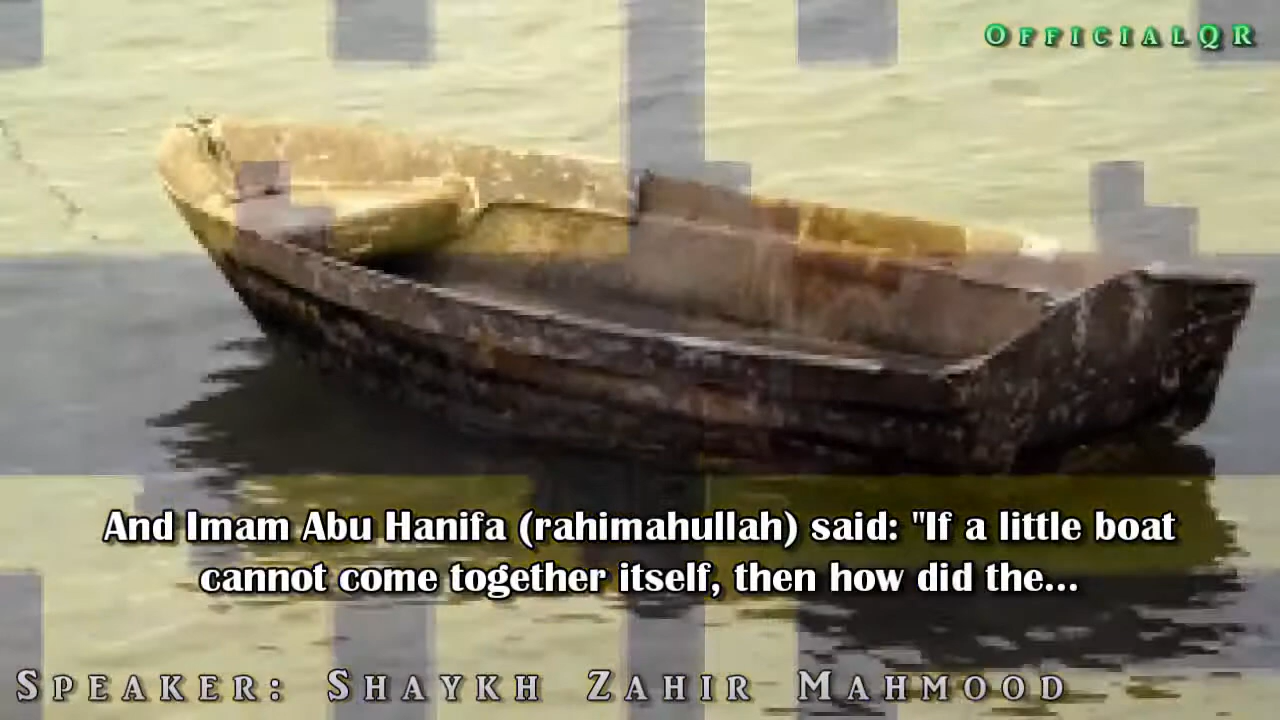 OFFICIALQR
And Imam Abu Hanifa (rahimahullah) said: "If a little boat
cannot come together itself, then how did the...
SPEAKER: SHAYKH ZAHIR MAHMOOD